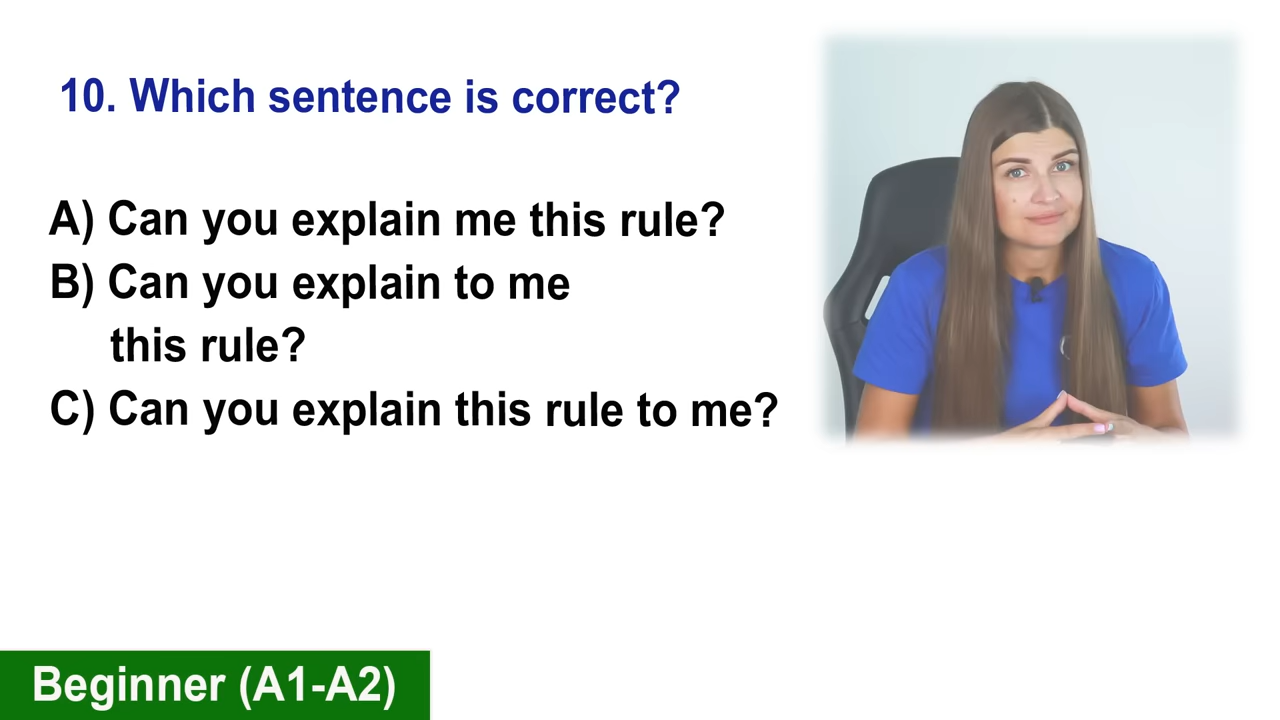 10. Which sentence is correct?
A) Can you explain me this rule?
B) Can you explain to me
this rule?
C) Can you explain this rule to me?
Beginner (A1-A2)